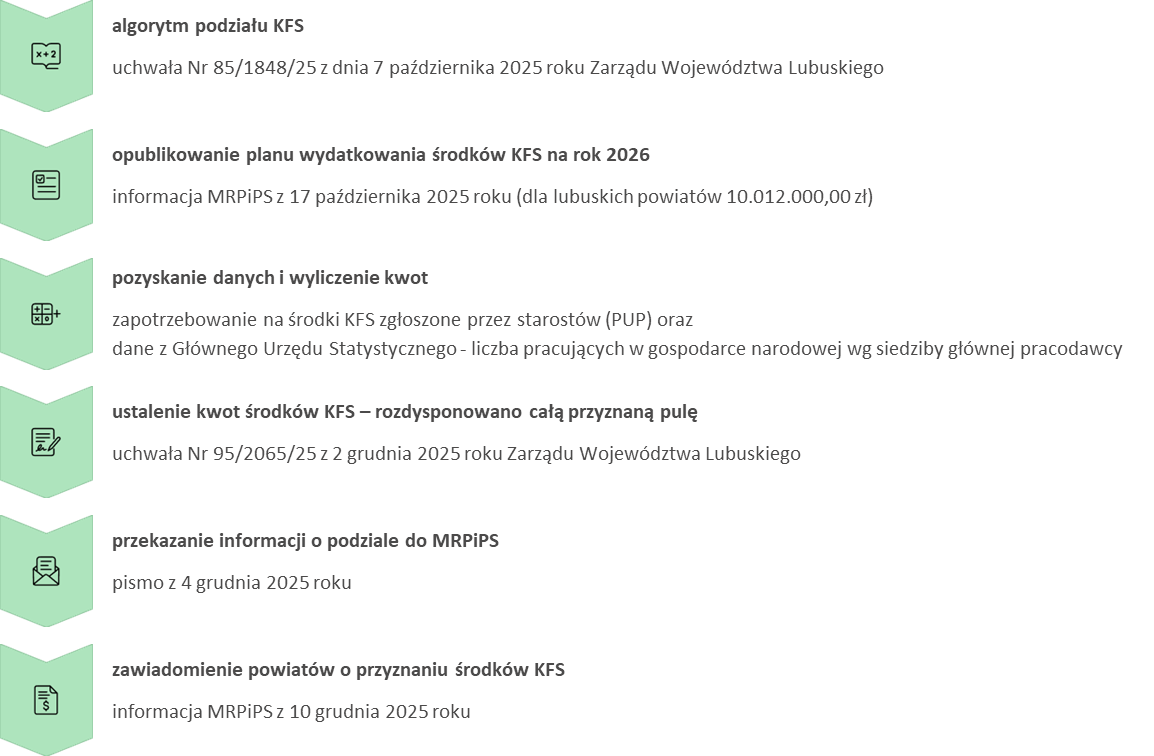 algorytm podziału KFS
x+2
uchwała Nr 85/1848/25 z dnia 7 października 2025 roku Zarządu Województwa Lubuskiego
opublikowanie planu wydatkowania środków KFS na rok 2026
informacja MRPiPS z 17 października 2025 roku (dla lubuskich powiatów 10.012.000,00 zł)
pozyskanie danych i wyliczenie kwot
zapotrzebowanie na środki KFS zgłoszone przez starostów (PUP) oraz
dane z Głównego Urzędu Statystycznego - liczba pracujących w gospodarce narodowej wg siedziby głównej pracodawcy
ustalenie kwot środków KFS – rozdysponowano całą przyznaną pulę
uchwała Nr 95/2065/25 z 2 grudnia 2025 roku Zarządu Województwa Lubuskiego
przekazanie informacji o podziale do MRPiPS
pismo z 4 grudnia 2025 roku
zawiadomienie powiatów o przyznaniu środków KFS
$
informacja MRPiPS z 10 grudnia 2025 roku